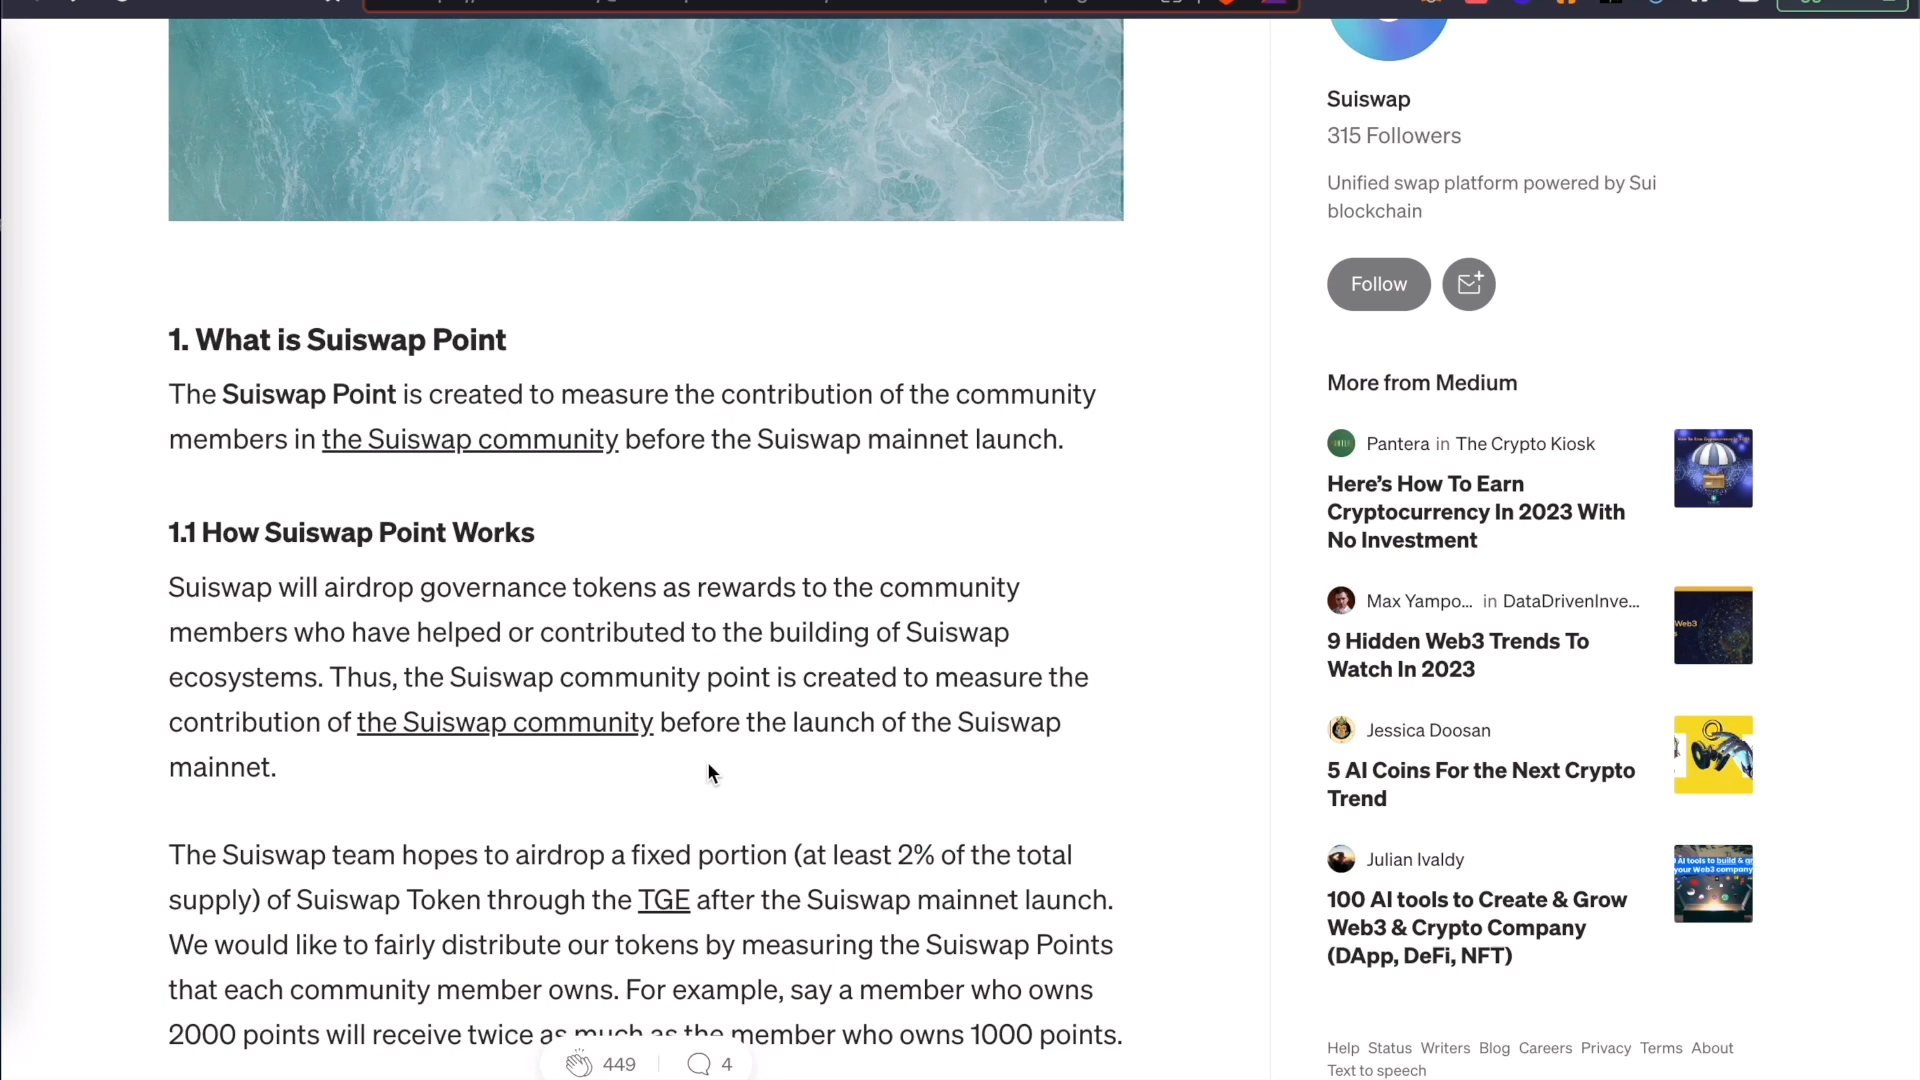 1. What is Suiswap Point
The Suiswap Point is created to measure the contribution of the community
members in the Suiswap community before the Suiswap mainnet launch.
1.1 How Suiswap Point Works
Suiswap will airdrop governance tokens as rewards to the community
members who have helped or contributed to the building of Suiswap
ecosystems. Thus, the Suiswap community point is created to measure the
contribution of the Suiswap community before the launch of the Suiswap
mainnet.
The Suiswap team hopes to airdrop a fixed portion (at least 2% of the total
supply) of Suiswap Token through the TGE after the Suiswap mainnet launch.
We would like to fairly distribute our tokens by measuring the Suiswap Points
that each community member owns. For example, say a member who owns
2000 points will receive twice as much as the member who owns 1000 points.
449 4
Suiswap
315 Followers
Unified swap platform powered by Sui
blockchain
Follow
More from Medium
Pantera in The Crypto Kiosk
Here’s How To Earn
Cryptocurrency In 2023 With
No Investment
Max Yampo... in DataDrivenInve...
9 Hidden Web3 Trends To
Watch In 2023
Web3
Jessica Doosan
5 AI Coins For the Next Crypto
Trend
Julian Ivaldy
100 AI tools to Create & Grow
Web3 & Crypto Company
(DApp, DeFi, NFT)
AI tools to build & gr
your Web3 company
Help Status Writers Blog Careers Privacy Terms About
Text to speech